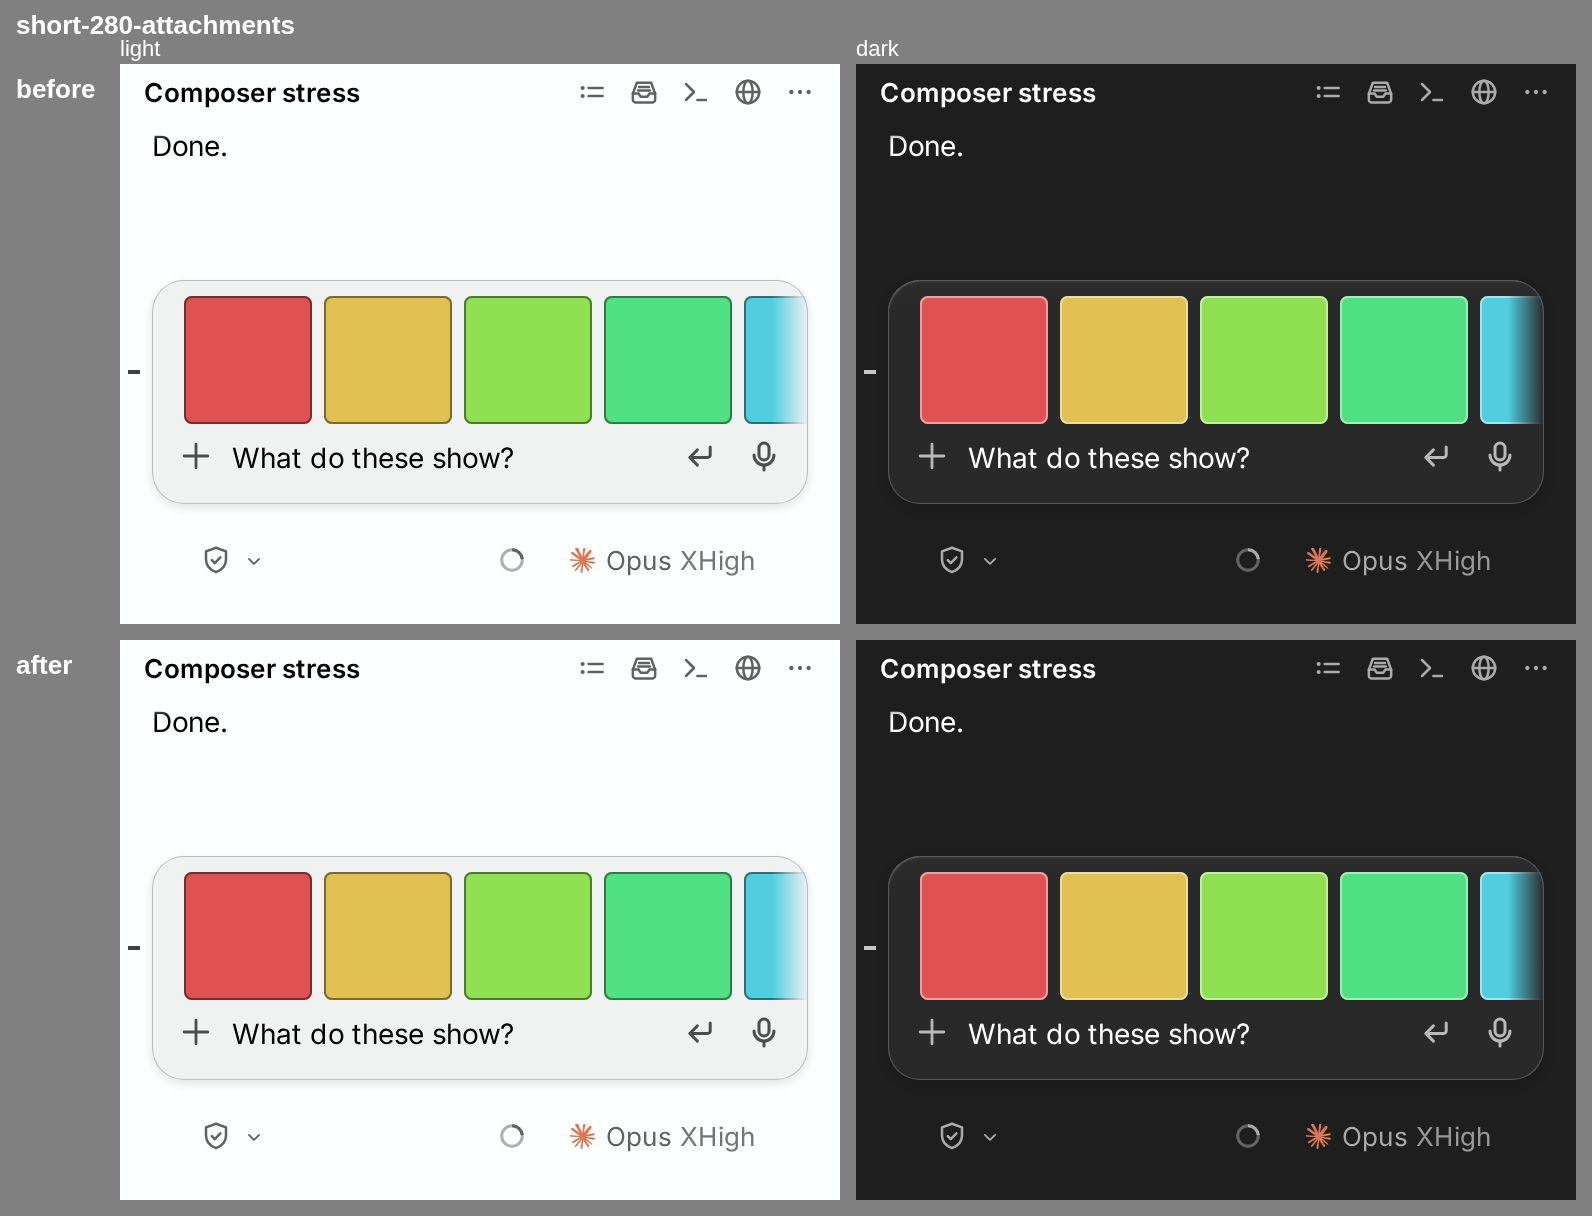 short-280-attachments
light
dark
before
Composer stress
Done.
What do these show?
Opus XHigh
Composer stress
Done.
What do these show?
Opus XHigh
after
Composer stress
Done.
What do these show?
Opus XHigh
Composer stress
Done.
What do these show?
Opus XHigh